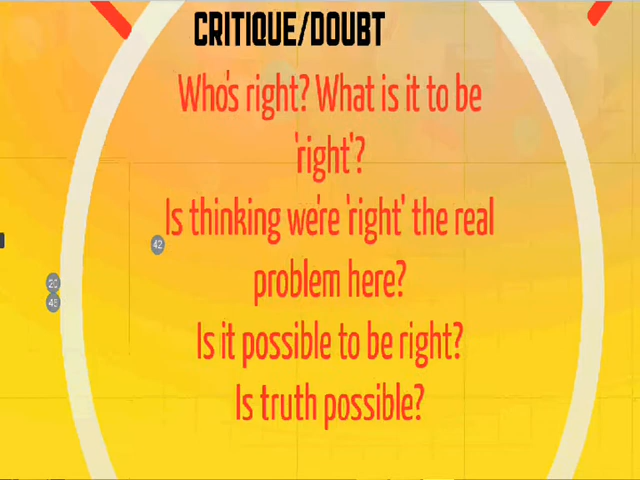 CRITIQUE/DOUBT
Who's right? What is it to be
'right'?
Is thinking we're 'right' the real
problem here?
42
20
48
Is it possible to be right?
Is truth possible?